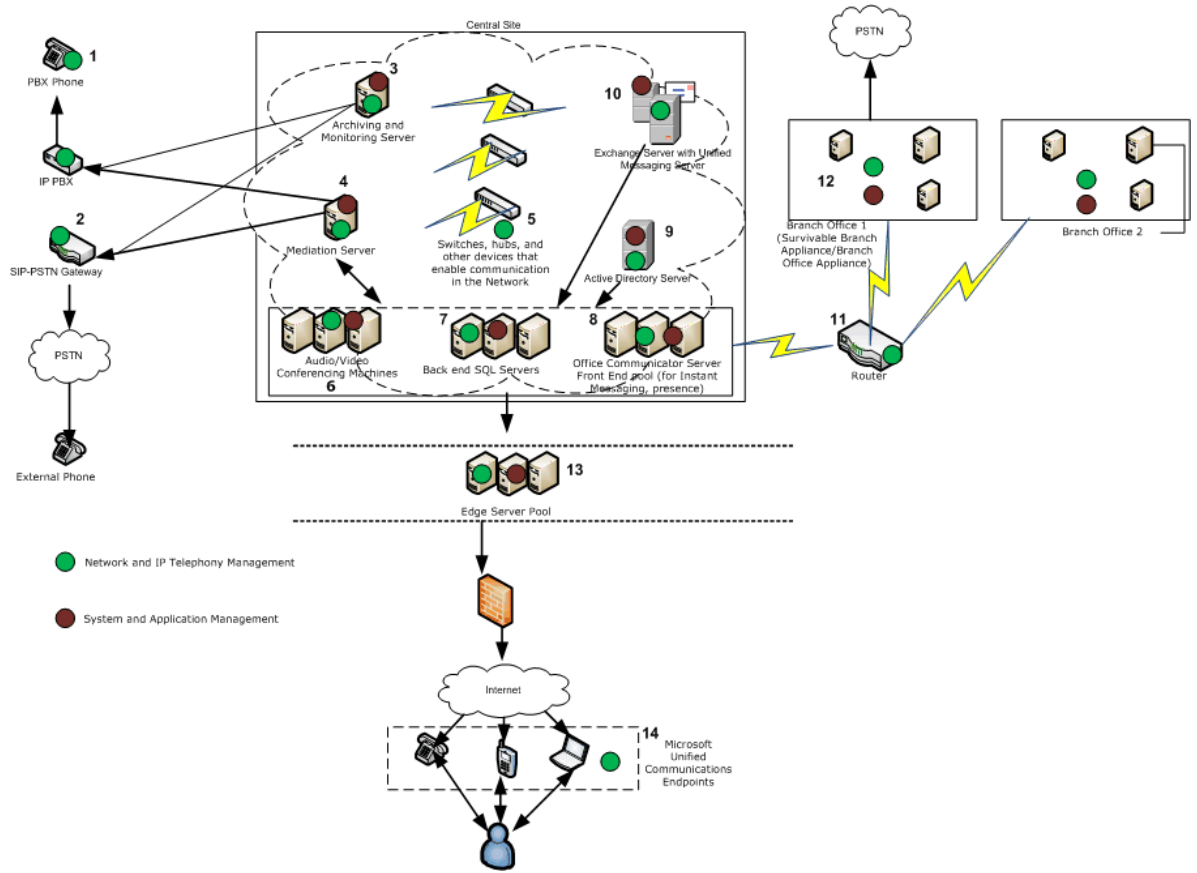 Central Site
PSTN
1
PBX Phone
3
Archiving and
Monitoring Server
10
Exchange Server with Unified
Messaging Server
IP PBX
12
2
SIP-PSTN Gateway
4
Mediation Server
5
Switches, hubs, and
other devices that
enable communication
in the Network
9
Active Directory Server
Branch Office 1
(Survivable Branch
Appliance/Branch
Office Appliance)
Branch Office 2
PSTN
6
Audio/Video
Conferencing Machines
7
Back end SQL Servers
8
Office Communicator Server
Front End pool (for Instant
Messaging, presence)
11
Router
External Phone
13
Edge Server Pool
Network and IP Telephony Management
System and Application Management
Internet
14
Microsoft
Unified
Communications
Endpoints